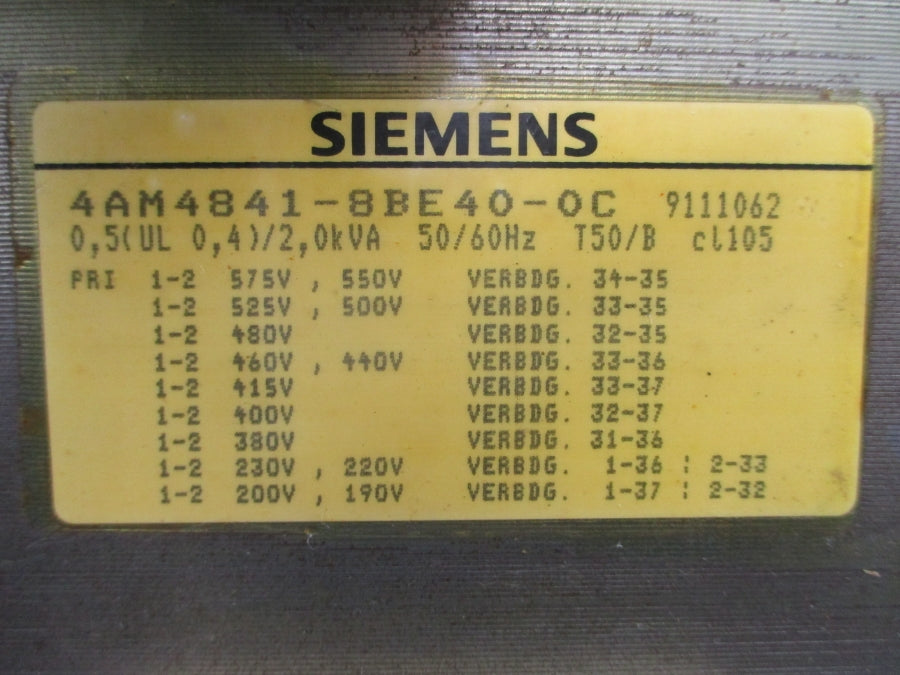 SIEMENS
4AM4841-8BE40-0C 9111062
0,5(UL 0,4)/2,0kVA 50/60Hz T50/B cl105
PRI 1-2 575V , 550V VERBDG. 34-35
1-2 525V , 500V VERBDG. 33-35
1-2 480V VERBDG. 32-35
1-2 460V , 440V VERBDG. 33-36
1-2 415V VERBDG. 33-37
1-2 400V VERBDG. 32-37
1-2 380V VERBDG. 31-36
1-2 230V , 220V VERBDG. 1-36 ; 2-33
1-2 200V , 190V VERBDG. 1-37 ; 2-32